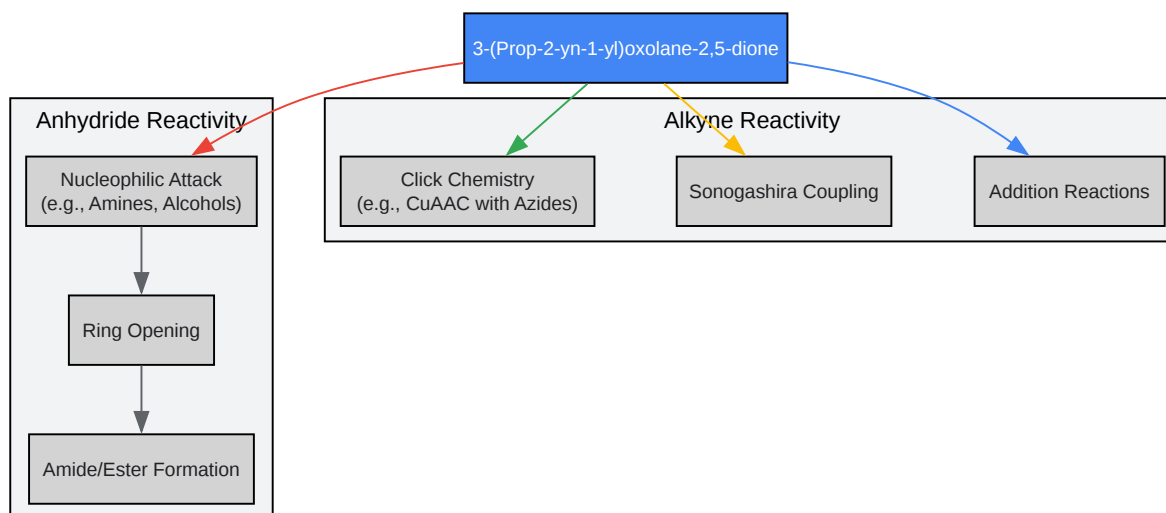 3-(Prop-2-yn-1-yl)oxolane-2,5-dione
Anhydride Reactivity
Nucleophilic Attack
(e.g., Amines, Alcohols)
Ring Opening
Amide/Ester Formation
Alkyne Reactivity
Click Chemistry
(e.g., CuAAC with Azides)
Sonogashira Coupling
Addition Reactions